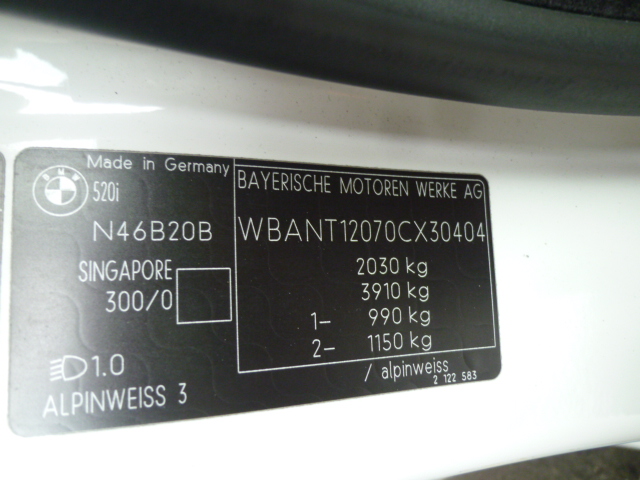 BMW
Made in Germany
520i
N46B20B
SINGAPORE
300/0
1.0
ALPINWEISS 3
BAYERISCHE MOTOREN WERKE AG
WBANT12070CX30404
2030 kg
3910 kg
1- 990 kg
2- 1150 kg
/ alpinweiss
2 122 583